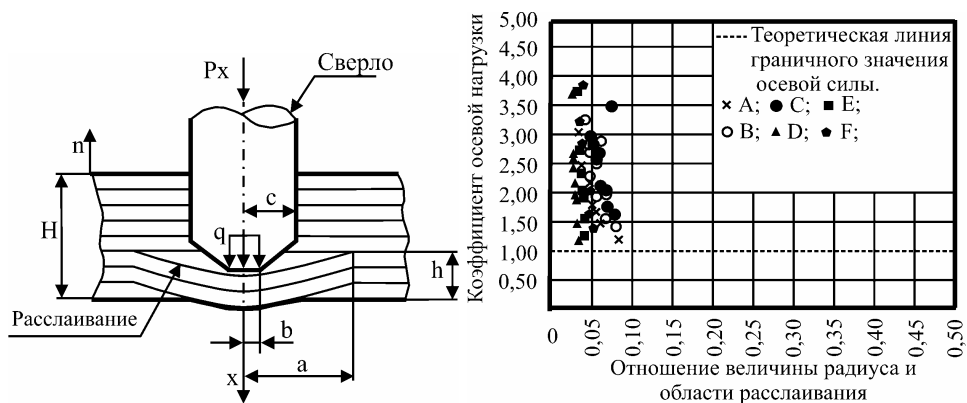 Px
Сверло
n
c
H
q
h
Расслаивание
b
a
x
Коэффициент осевой нагрузки
5,00
4,50
4,00
3,50
3,00
2,50
2,00
1,50
1,00
0,50
Теоретическая линия
граничного значения
осевой силы.
A; C; E;
B; D; F;
0 0,05 0,10 0,15 0,20 0,25 0,30 0,35 0,40 0,45 0,50
Отношение величины радиуса и
области расслаивания